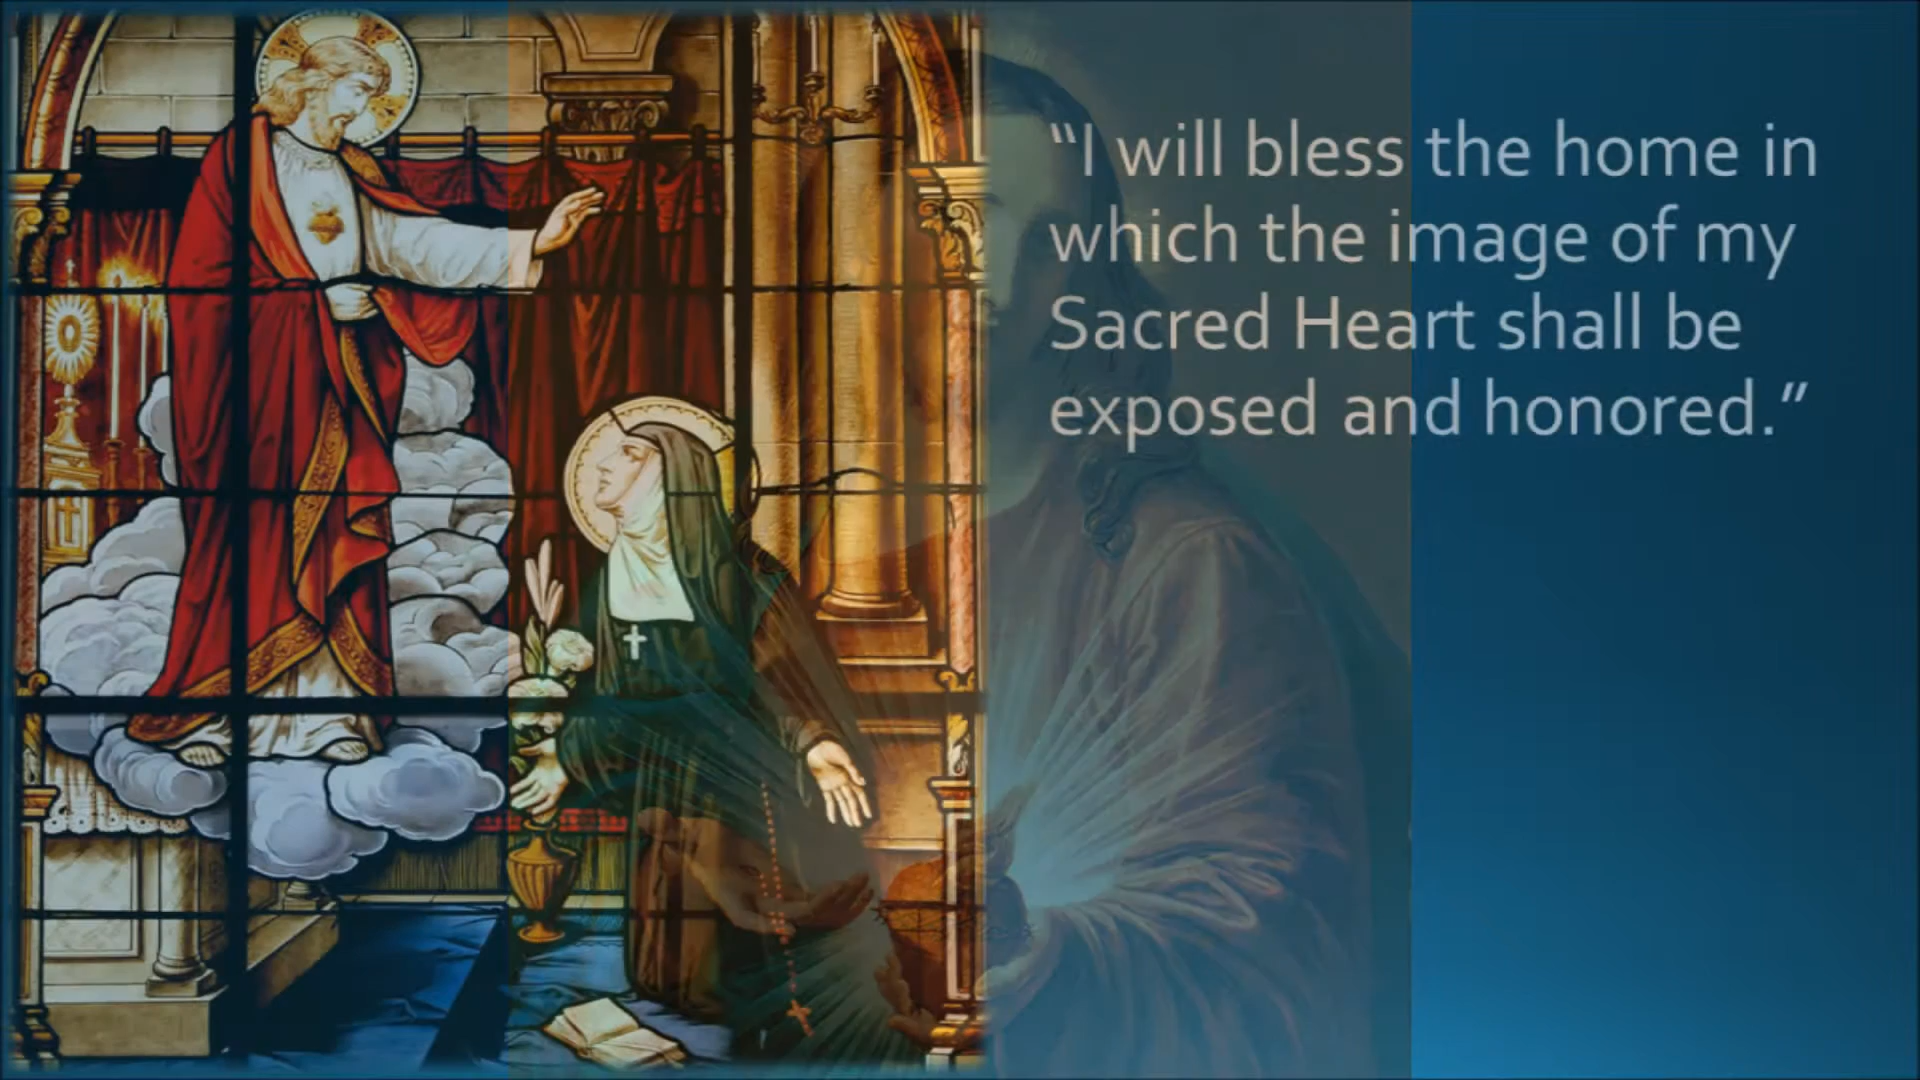 “I will bless the home in
which the image of my
Sacred Heart shall be
exposed and honored.”